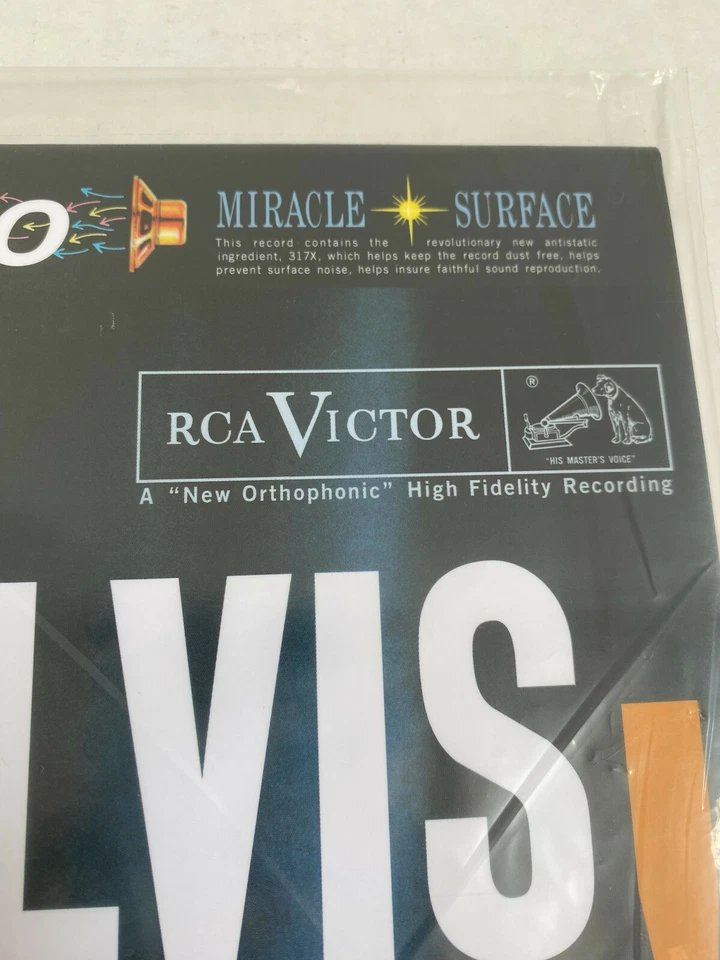 O
MIRACLE SURFACE
This record contains the revolutionary new antistatic
ingredient, 317X, which helps keep the record dust free, helps
prevent surface noise, helps insure faithful sound reproduction.
RCA VICTOR
®
"HIS MASTER'S VOICE"
A “New Orthophonic” High Fidelity Recording
LVIS